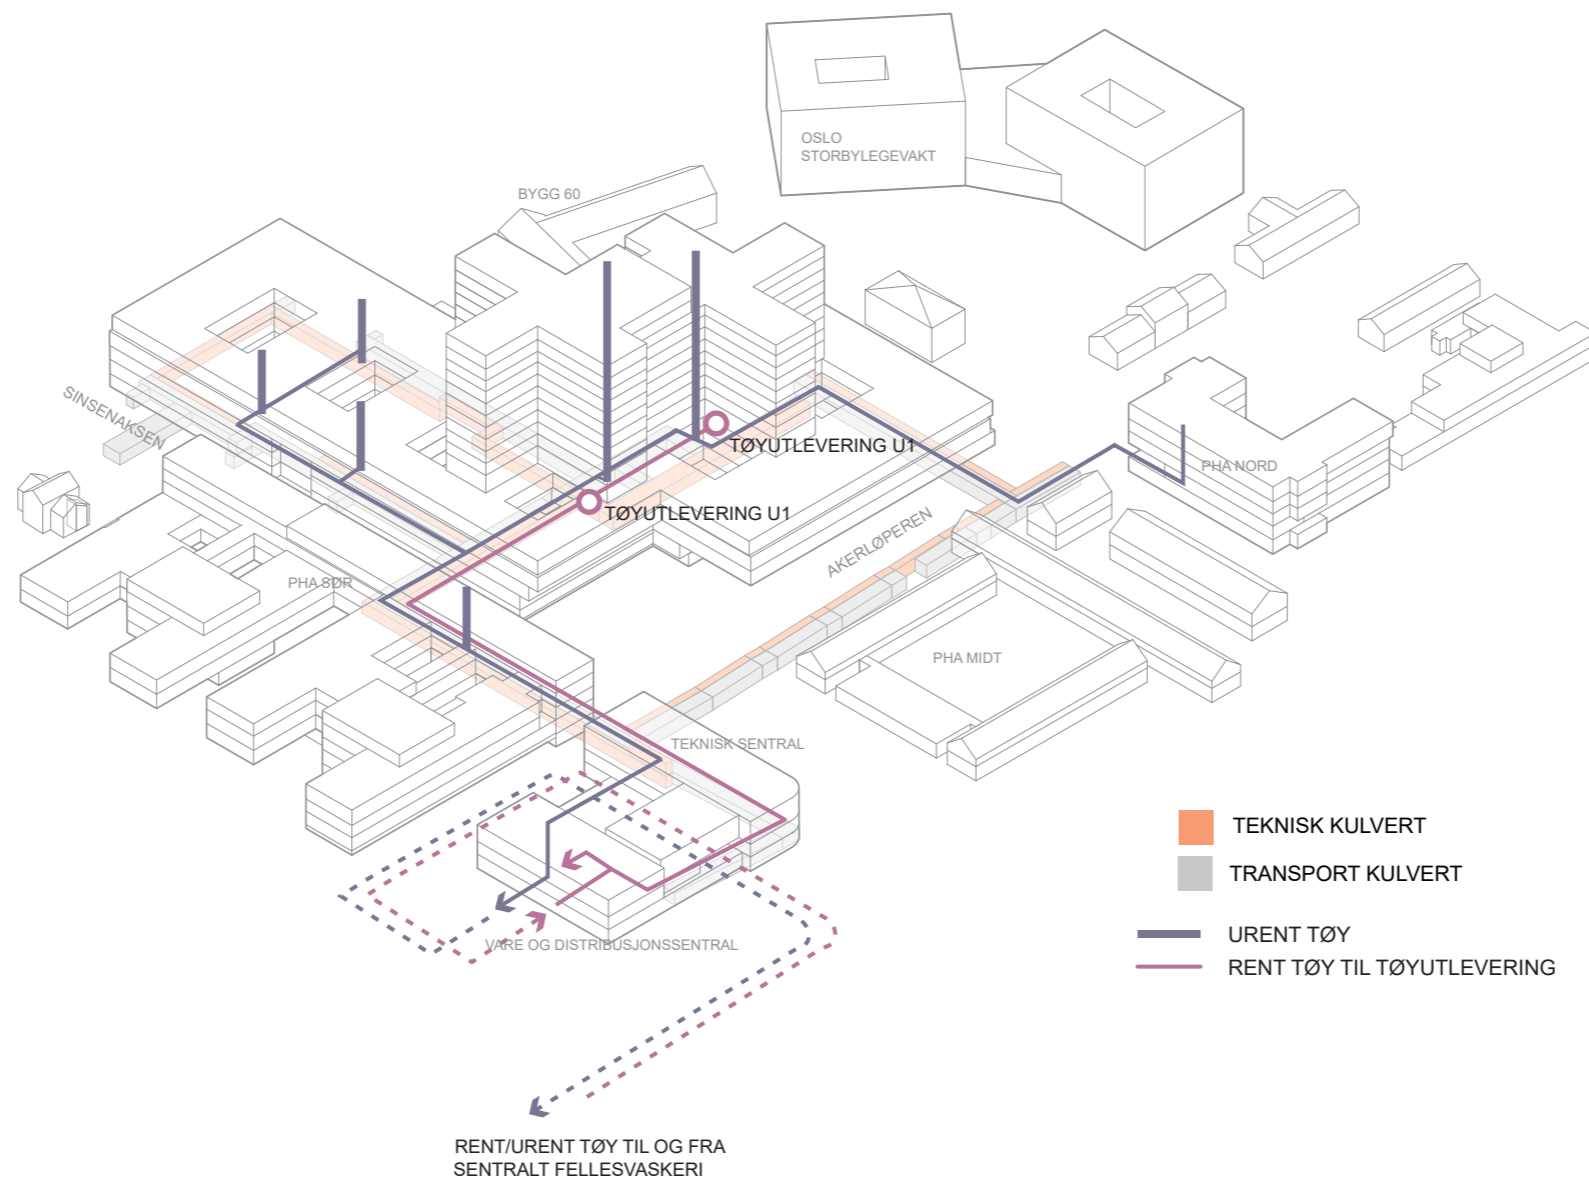 OSLO
STORBYLEGEVAKT
BYGG 60
SINSENAKSEN
TØYUTLEVERING U1
PHA NORD
TØYUTLEVERING U1
AKERLØPEREN
PHA SØR
PHA MIDT
TEKNISK SENTRAL
TEKNISK KULVERT
TRANSPORT KULVERT
URENT TØY
VARE OG DISTRIBUSJONSSENTRAL
RENT TØY TIL TØYUTLEVERING
RENT/URENT TØY TIL OG FRA
SENTRALT FELLESVASKERI